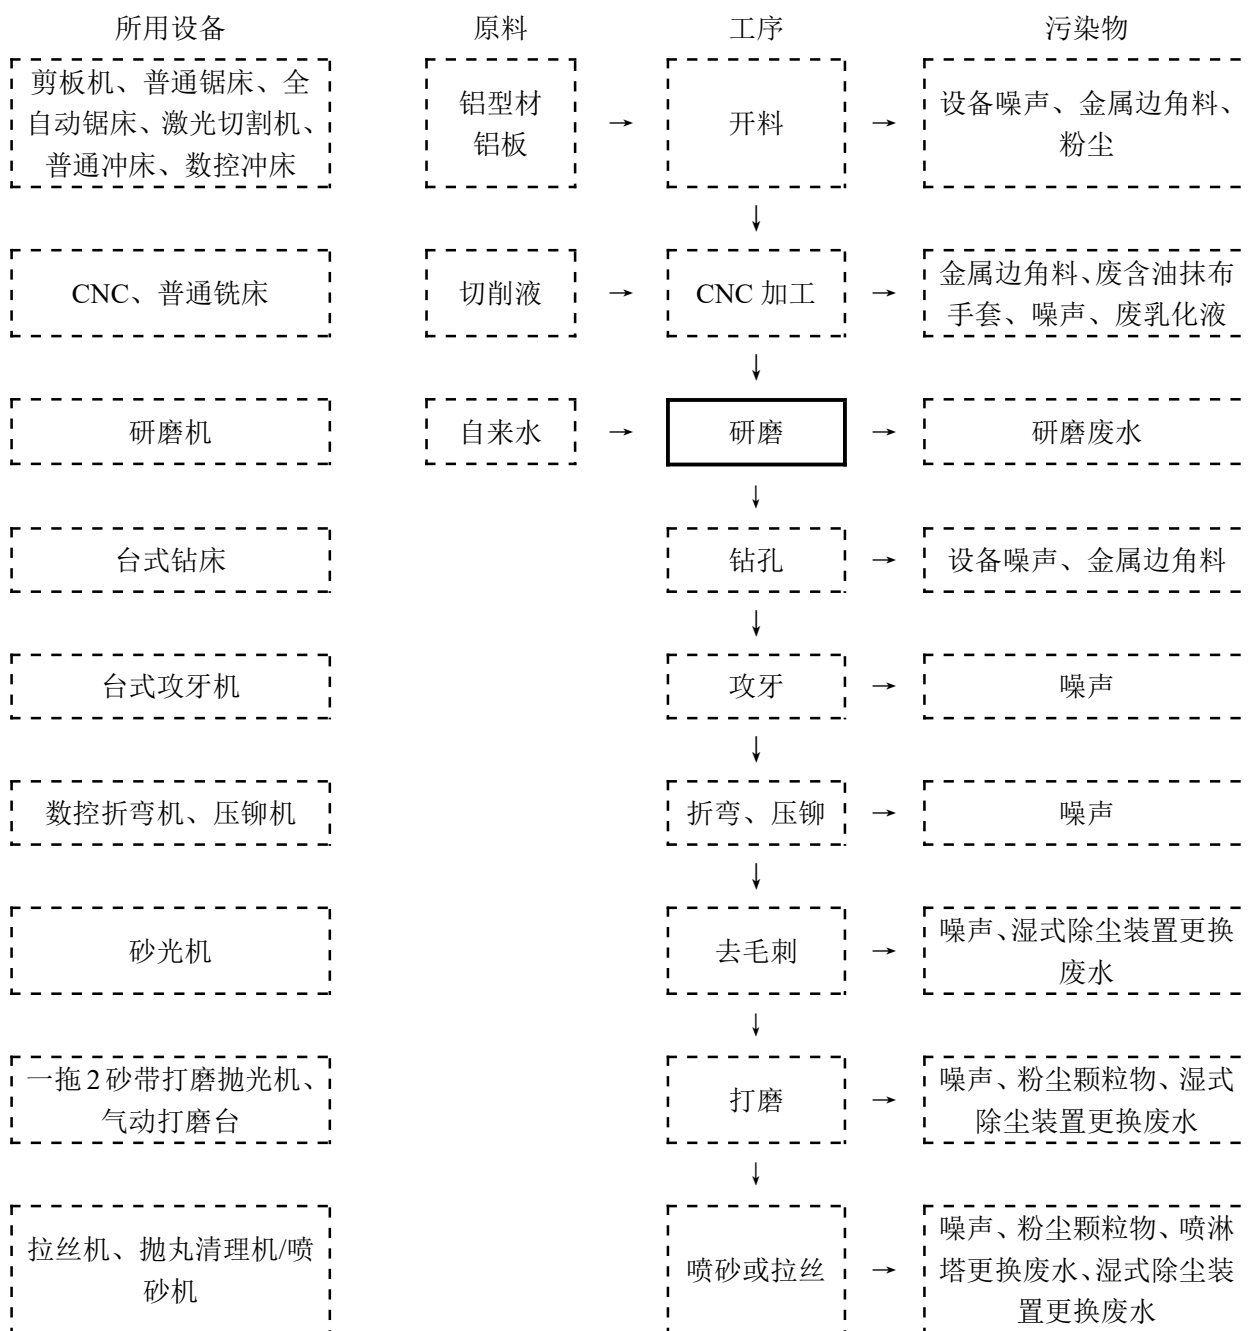 所用设备 原料 工序 污染物
剪板机、普通锯床、全
自动锯床、激光切割机、
普通冲床、数控冲床
铝型材
铝板
→
开料
→
设备噪声、金属边角料、
粉尘
↓
CNC、普通铣床
切削液
→
CNC 加工
→
金属边角料、废含油抹布
手套、噪声、废乳化液
↓
研磨机
自来水
→
研磨
→
研磨废水
↓
台式钻床
钻孔
→
设备噪声、金属边角料
↓
台式攻牙机
攻牙
→
噪声
↓
数控折弯机、压铆机
折弯、压铆
→
噪声
↓
砂光机
去毛刺
→
噪声、湿式除尘装置更换
废水
↓
一拖 2 砂带打磨抛光机、
气动打磨台
打磨
→
噪声、粉尘颗粒物、湿式
除尘装置更换废水
↓
拉丝机、抛丸清理机/喷
砂机
喷砂或拉丝
→
噪声、粉尘颗粒物、喷淋
塔更换废水、湿式除尘装
置更换废水